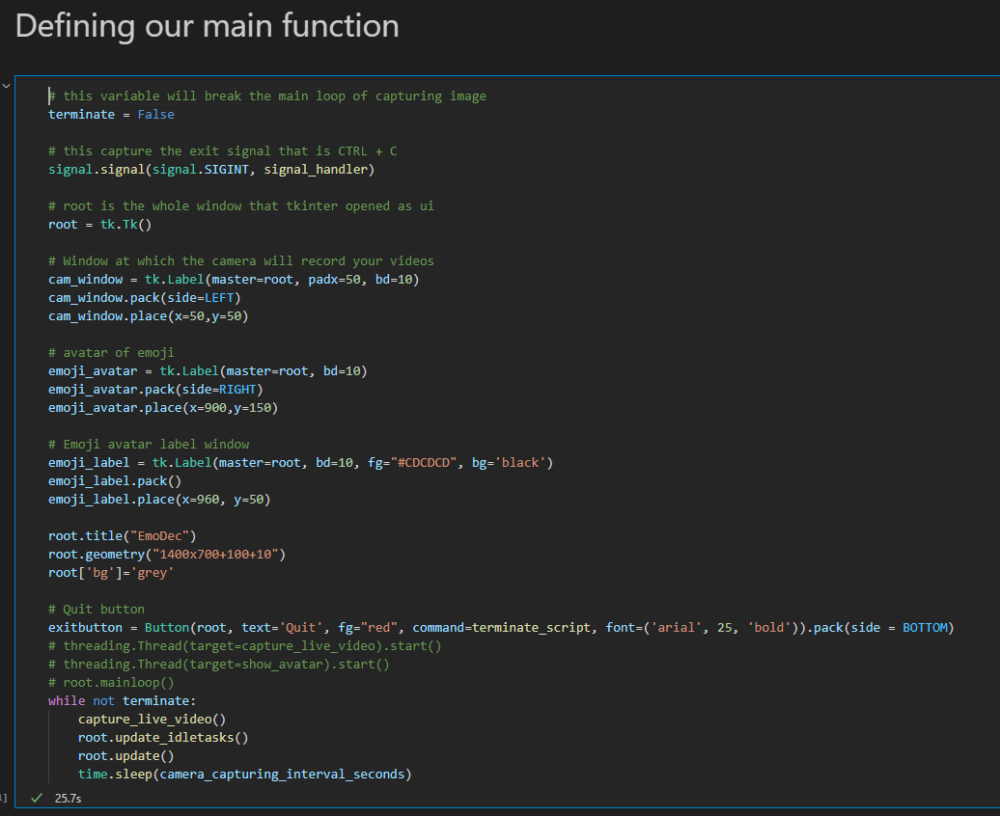 Defining our main function
# this variable will break the main loop of capturing image
terminate = False
# this capture the exit signal that is CTRL + C
signal.signal(signal.SIGINT, signal_handler)
# root is the whole window that tkinter opened as ui
root = tk.Tk()
# Window at which the camera will record your videos
cam_window = tk.Label(master=root, padx=50, bd=10)
cam_window.pack(side=LEFT)
cam_window.place(x=50,y=50)
# avatar of emoji
emoji_avatar = tk.Label(master=root, bd=10)
emoji_avatar.pack(side=RIGHT)
emoji_avatar.place(x=900,y=150)
# Emoji avatar label window
emoji_label = tk.Label(master=root, bd=10, fg="#CDCDCD", bg='black')
emoji_label.pack()
emoji_label.place(x=960, y=50)
root.title("EmoDec")
root.geometry("1400x700+100+10")
root['bg']='grey'
# Quit button
exitbutton = Button(root, text='Quit', fg="red", command=terminate_script, font=('arial', 25, 'bold')).pack(side = BOTTOM)
# threading.Thread(target=capture_live_video).start()
# threading.Thread(target=show_avatar).start()
# root.mainloop()
while not terminate:
    capture_live_video()
    root.update_idletasks()
    root.update()
    time.sleep(camera_capturing_interval_seconds)
25.7s